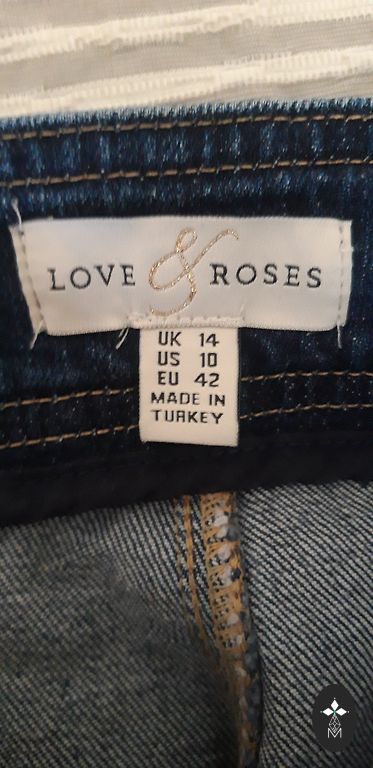 LOVE & ROSES
UK 14
US 10
EU 42
MADE IN
TURKEY
M